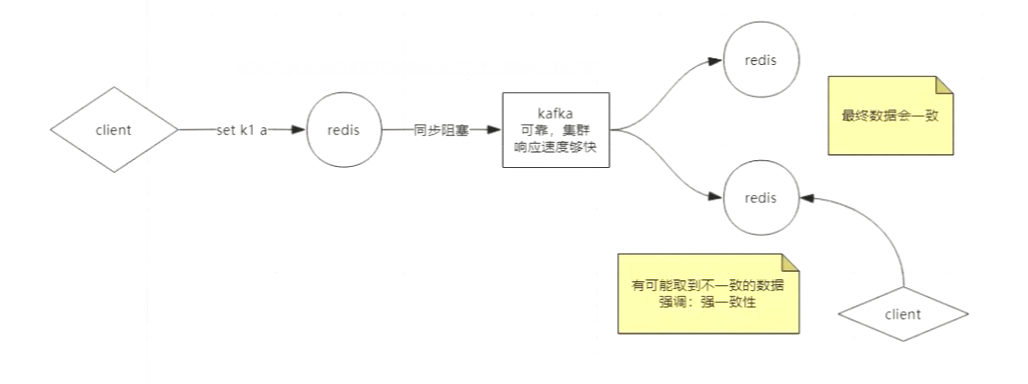 client
set k1 a
redis
同步阻塞
kafka
可靠，集群
响应速度够快
redis
最终数据会一致
redis
有可能取到不一致的数据
强调：强一致性
client